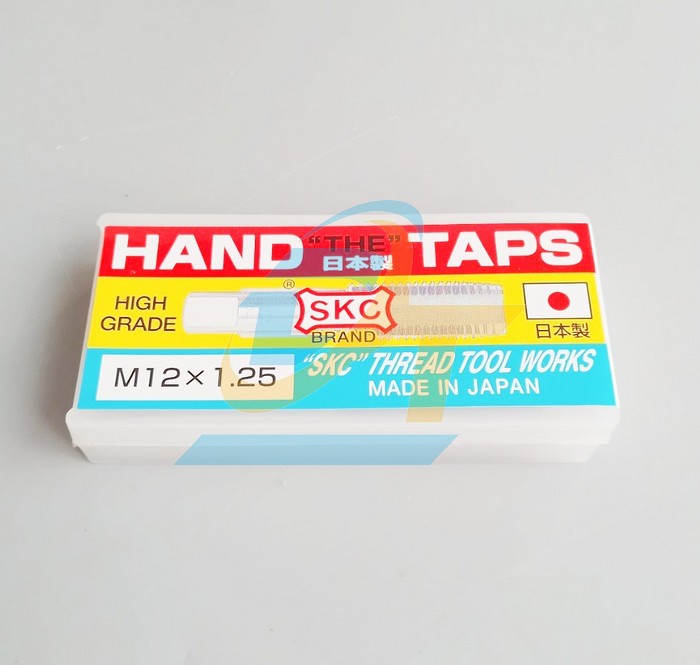 HAND "THE" TAPS
日本製
HIGH
GRADE
®
SKC
BRAND
日本製
M12×1.25
"SKC" THREAD TOOL WORKS
MADE IN JAPAN